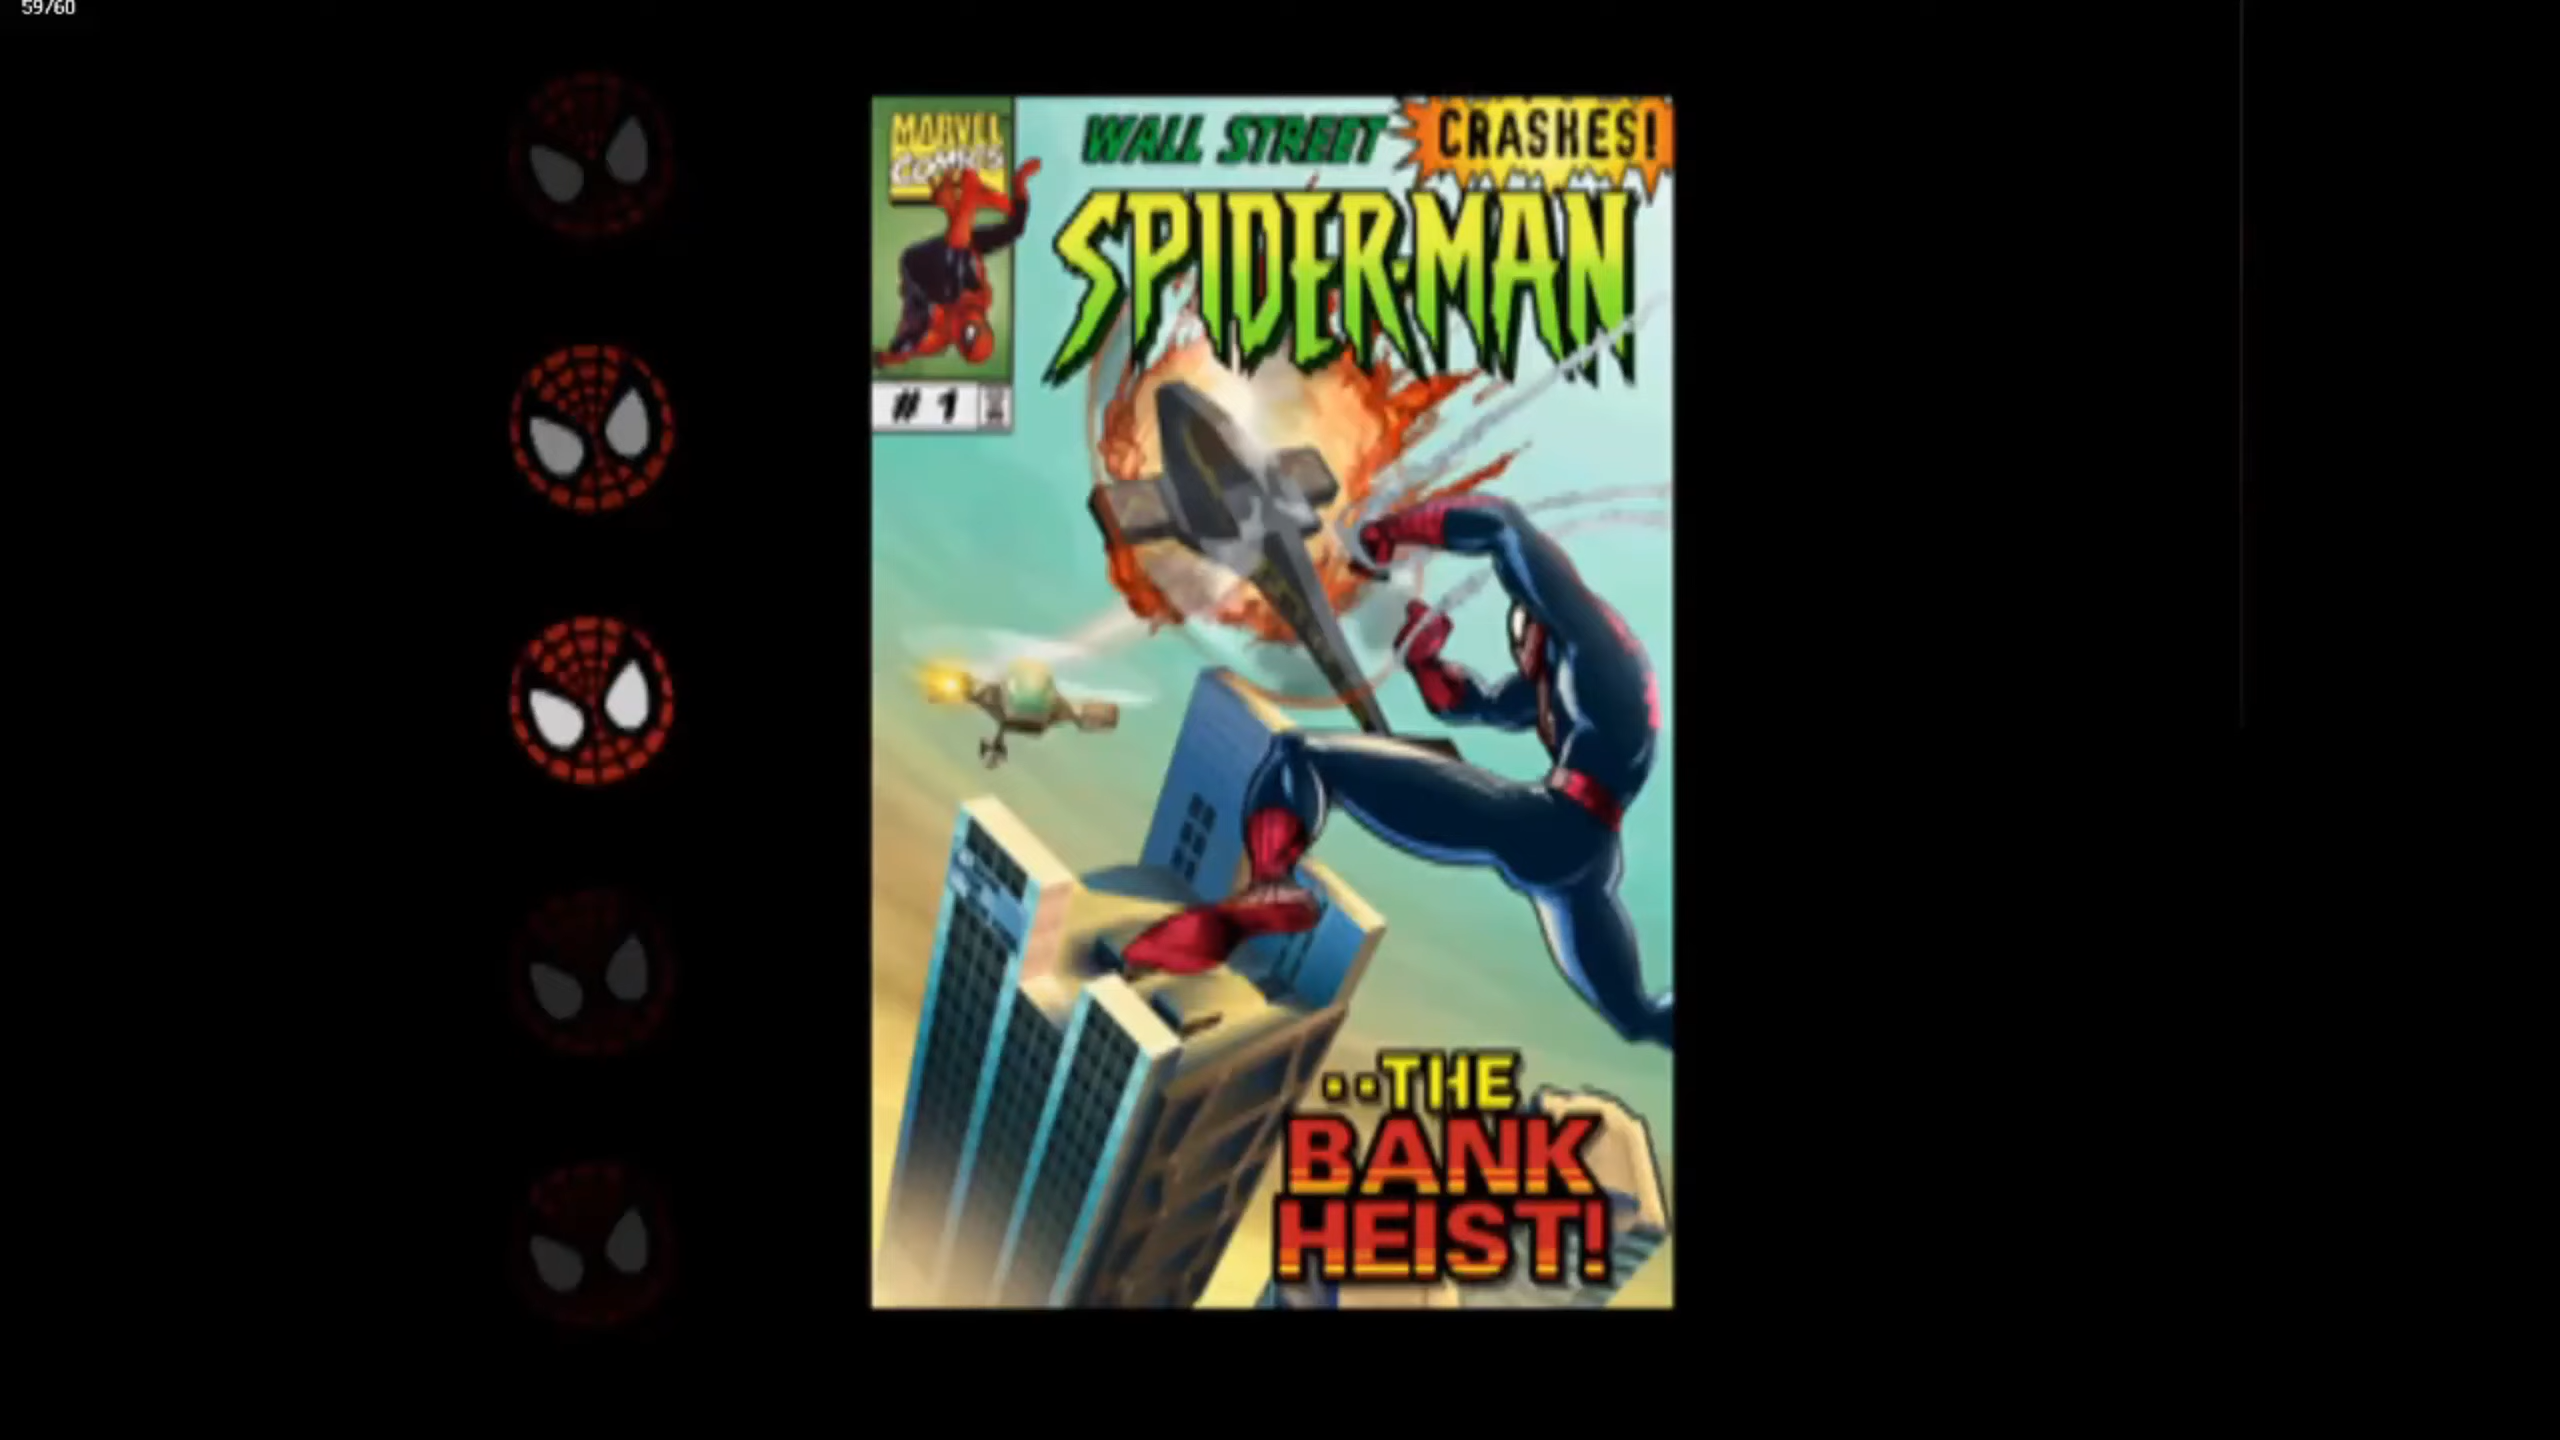 59/60
MARVEL
COMICS
WALL STREET
CRASHES!
SPIDER-MAN
# 1
..THE
BANK
HEIST!